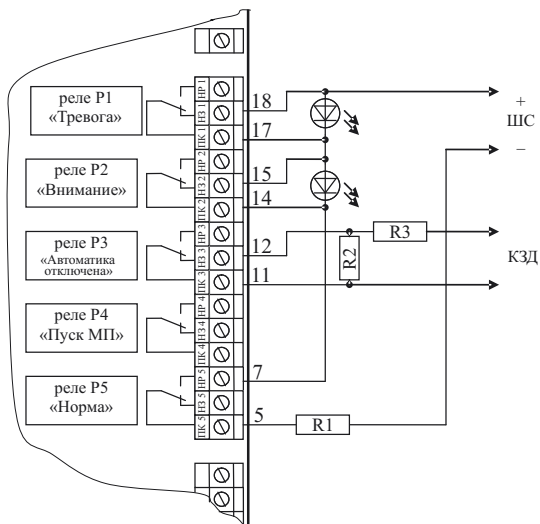 реле Р1
«Тревога»
реле Р2
«Внимание»
реле Р3
«Автоматика
отключена»
реле Р4
«Пуск МП»
реле Р5
«Норма»
НР 1
НЗ 1
ПК 1
НР 2
НЗ 2
ПК 2
НР 3
НЗ 3
ПК 3
НР 4
НЗ 4
ПК 4
НР 5
НЗ 5
ПК 5
18
17
15
14
12
11
7
5
R1
R2
R3
+
ШС
−
КЗД